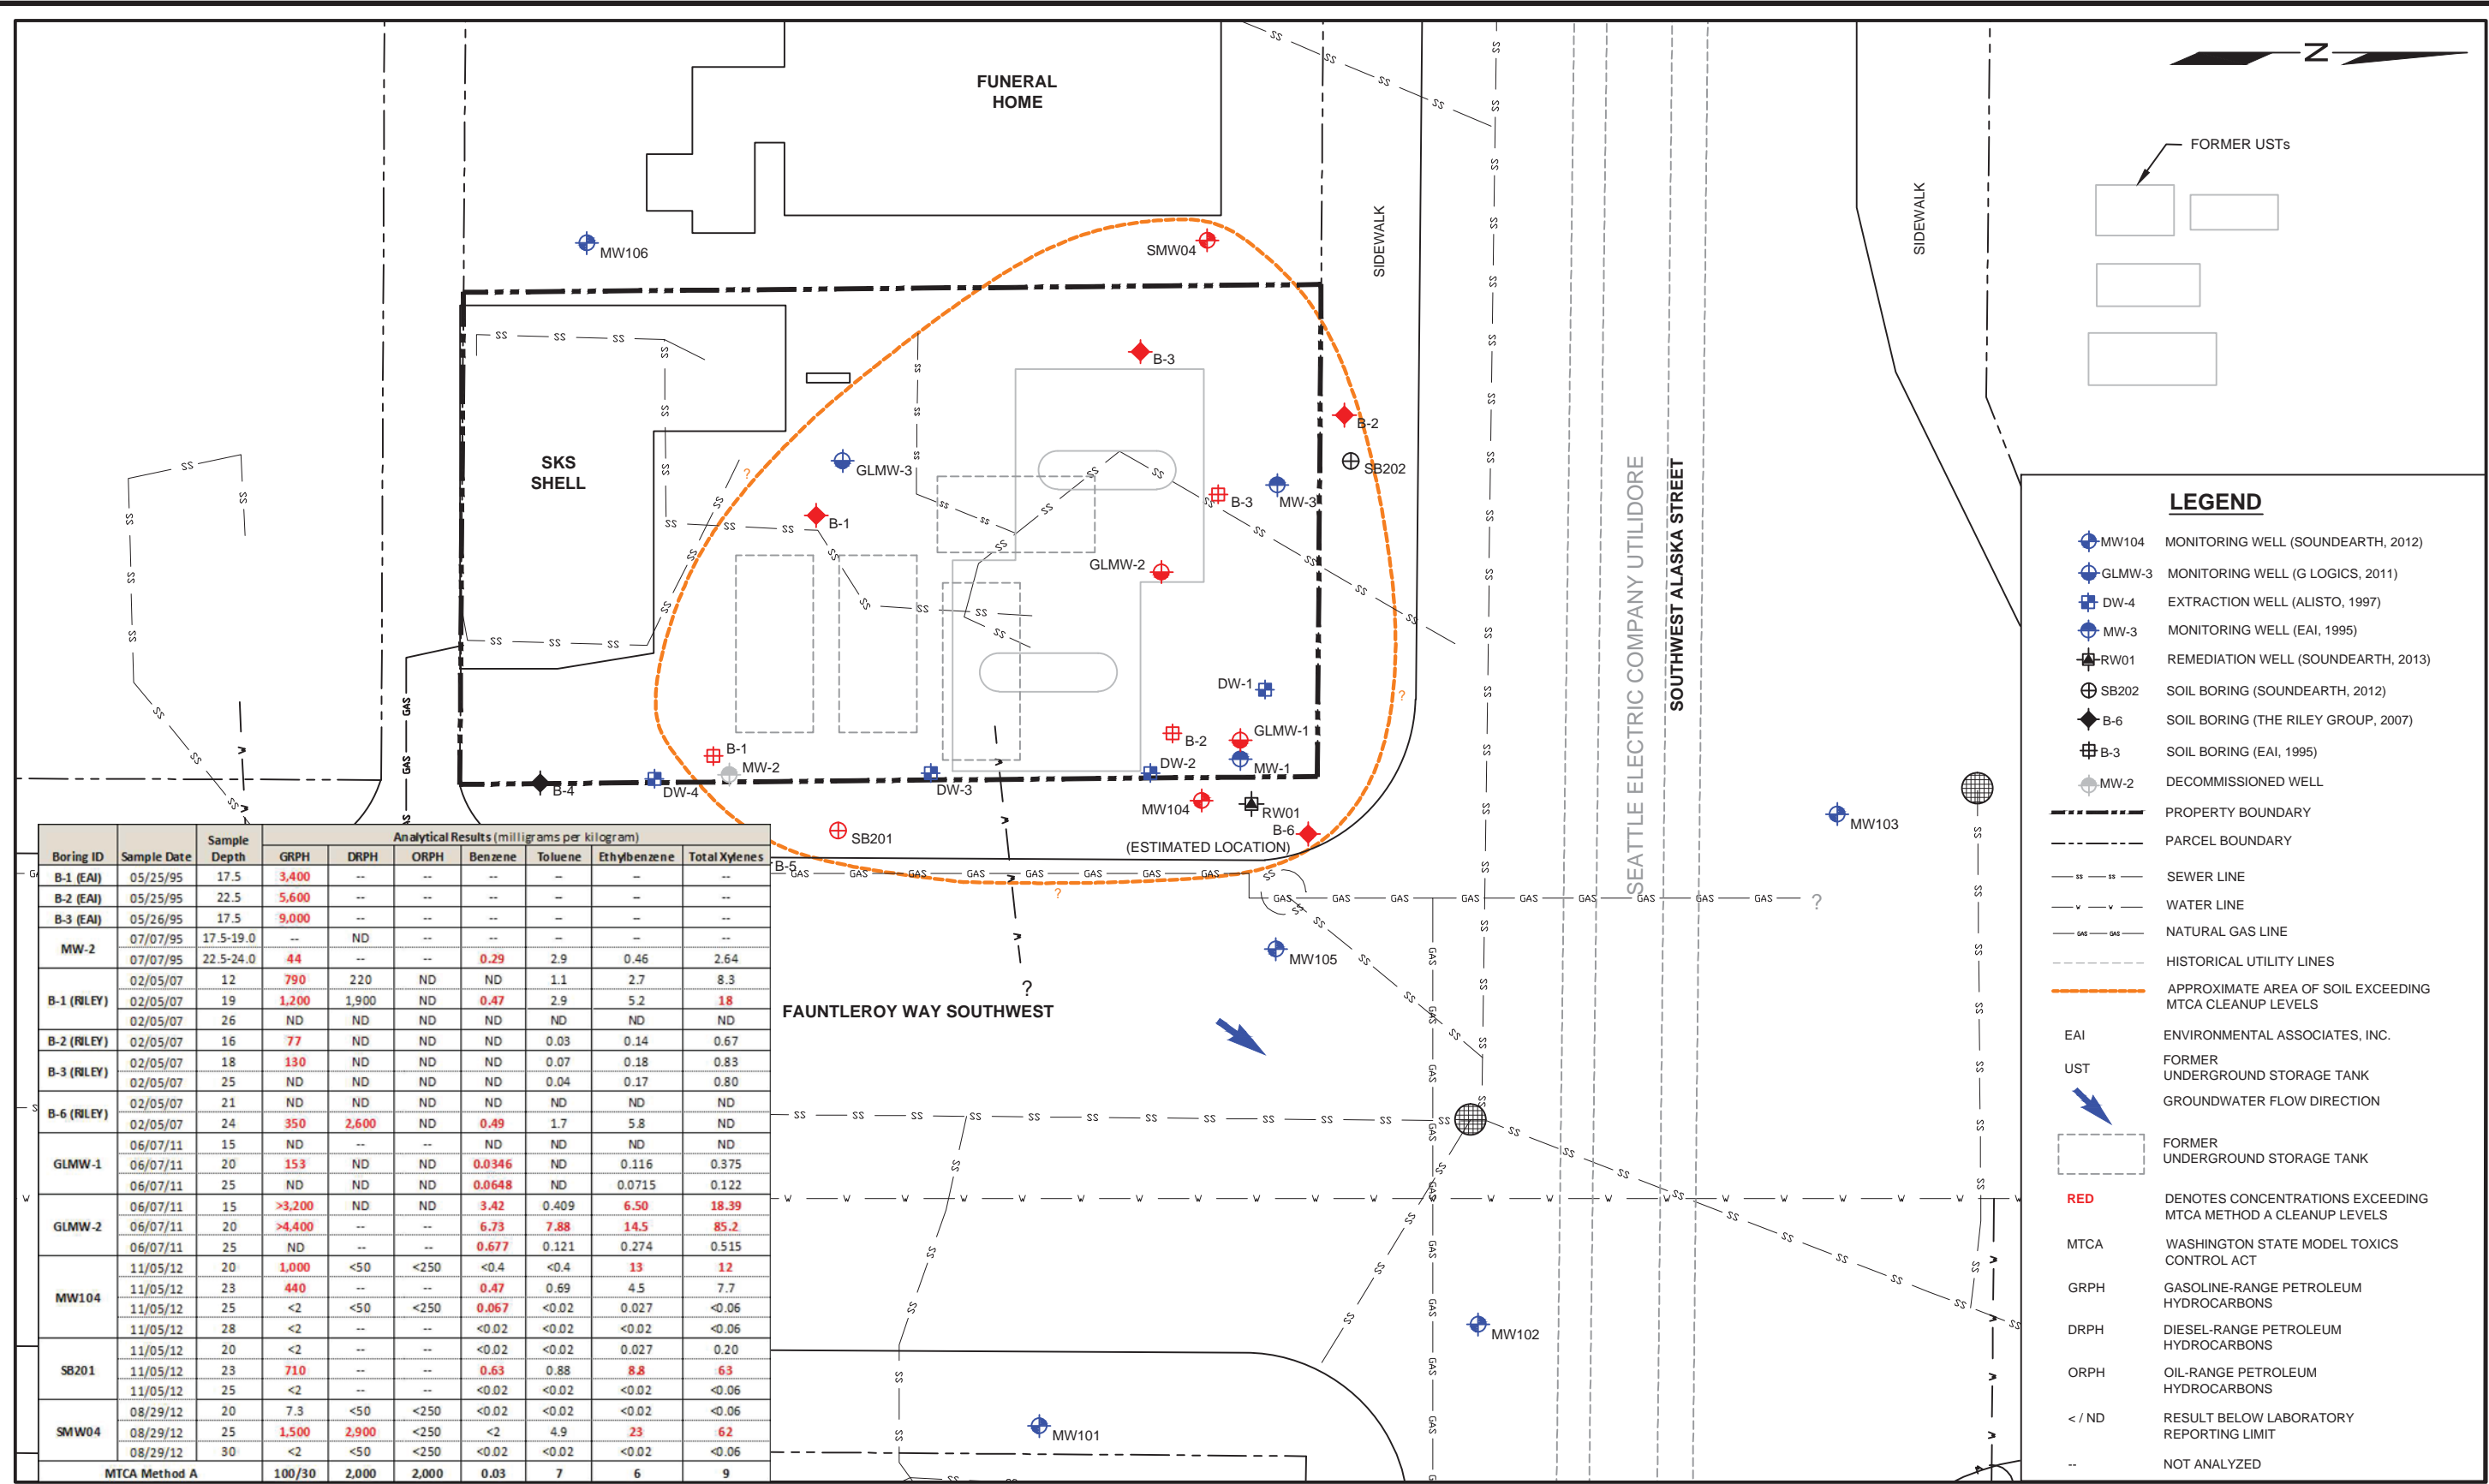 FUNERAL
HOME
N
FORMER USTs
SIDEWALK
SIDEWALK
MW106
SMW04
B-3
B-2
SB202
SKS
SHELL
GLMW-3
B-1
B-3
MW-3
GLMW-2
DW-1
GLMW-1
B-2
B-1
MW-2
MW-1
DW-2
DW-3
DW-4
B-4
MW104
RW01
B-6
(ESTIMATED LOCATION)
SB201
B-5
MW103
MW105
MW102
MW101
SEATTLE ELECTRIC COMPANY UTILIDORE
SOUTHWEST ALASKA STREET
FAUNTLEROY WAY SOUTHWEST
Boring ID Sample Date Sample Depth Analytical Results (milligrams per kilogram)
GRPH DRPH ORPH Benzene Toluene Ethylbenzene Total Xylenes
B-1 (EAI) 05/25/95 17.5 3,400 -- -- -- -- -- --
B-2 (EAI) 05/25/95 22.5 5,600 -- -- -- -- -- --
B-3 (EAI) 05/26/95 17.5 9,000 -- -- -- -- -- --
MW-2 07/07/95 17.5-19.0 -- ND -- -- -- -- --
07/07/95 22.5-24.0 44 -- -- 0.29 2.9 0.46 2.64
B-1 (RILEY) 02/05/07 12 790 220 ND ND 1.1 2.7 8.3
02/05/07 19 1,200 1,900 ND 0.47 2.9 5.2 18
02/05/07 26 ND ND ND ND ND ND ND
B-2 (RILEY) 02/05/07 16 77 ND ND ND 0.03 0.14 0.67
B-3 (RILEY) 02/05/07 18 130 ND ND ND 0.07 0.18 0.83
02/05/07 25 ND ND ND ND 0.04 0.17 0.80
B-6 (RILEY) 02/05/07 21 ND ND ND ND ND ND ND
02/05/07 24 350 2,600 ND 0.49 1.7 5.8 ND
GLMW-1 06/07/11 15 ND -- -- ND ND ND ND
06/07/11 20 153 ND ND 0.0346 ND 0.116 0.375
06/07/11 25 ND ND ND 0.0648 ND 0.0715 0.122
GLMW-2 06/07/11 15 >3,200 ND ND 3.42 0.409 6.50 18.39
06/07/11 20 >4,400 -- -- 6.73 7.88 14.5 85.2
06/07/11 25 ND -- -- 0.677 0.121 0.274 0.515
MW104 11/05/12 20 1,000 <50 <250 <0.4 <0.4 13 12
11/05/12 23 440 -- -- 0.47 0.69 4.5 7.7
11/05/12 25 <2 <50 <250 0.067 <0.02 0.027 <0.06
11/05/12 28 <2 -- -- <0.02 <0.02 <0.02 <0.06
SB201 11/05/12 20 <2 -- -- <0.02 <0.02 0.027 0.20
11/05/12 23 710 -- -- 0.63 0.88 8.8 63
11/05/12 25 <2 -- -- <0.02 <0.02 <0.02 <0.06
SMW04 08/29/12 20 7.3 <50 <250 <0.02 <0.02 <0.02 <0.06
08/29/12 25 1,500 2,900 <250 <2 4.9 23 62
08/29/12 30 <2 <50 <250 <0.02 <0.02 <0.02 <0.06
MTCA Method A 100/30 2,000 2,000 0.03 7 6 9
LEGEND
MW104 MONITORING WELL (SOUNDEARTH, 2012)
GLMW-3 MONITORING WELL (G LOGICS, 2011)
DW-4 EXTRACTION WELL (ALISTO, 1997)
MW-3 MONITORING WELL (EAI, 1995)
RW01 REMEDIATION WELL (SOUNDEARTH, 2013)
SB202 SOIL BORING (SOUNDEARTH, 2012)
B-6 SOIL BORING (THE RILEY GROUP, 2007)
B-3 SOIL BORING (EAI, 1995)
MW-2 DECOMMISSIONED WELL
PROPERTY BOUNDARY
PARCEL BOUNDARY
SS SS SEWER LINE
W W WATER LINE
GAS GAS NATURAL GAS LINE
HISTORICAL UTILITY LINES
APPROXIMATE AREA OF SOIL EXCEEDING
MTCA CLEANUP LEVELS
EAI ENVIRONMENTAL ASSOCIATES, INC.
UST FORMER
UNDERGROUND STORAGE TANK
GROUNDWATER FLOW DIRECTION
FORMER
UNDERGROUND STORAGE TANK
RED DENOTES CONCENTRATIONS EXCEEDING
MTCA METHOD A CLEANUP LEVELS
MTCA WASHINGTON STATE MODEL TOXICS
CONTROL ACT
GRPH GASOLINE-RANGE PETROLEUM
HYDROCARBONS
DRPH DIESEL-RANGE PETROLEUM
HYDROCARBONS
ORPH OIL-RANGE PETROLEUM
HYDROCARBONS
< / ND RESULT BELOW LABORATORY
REPORTING LIMIT
-- NOT ANALYZED